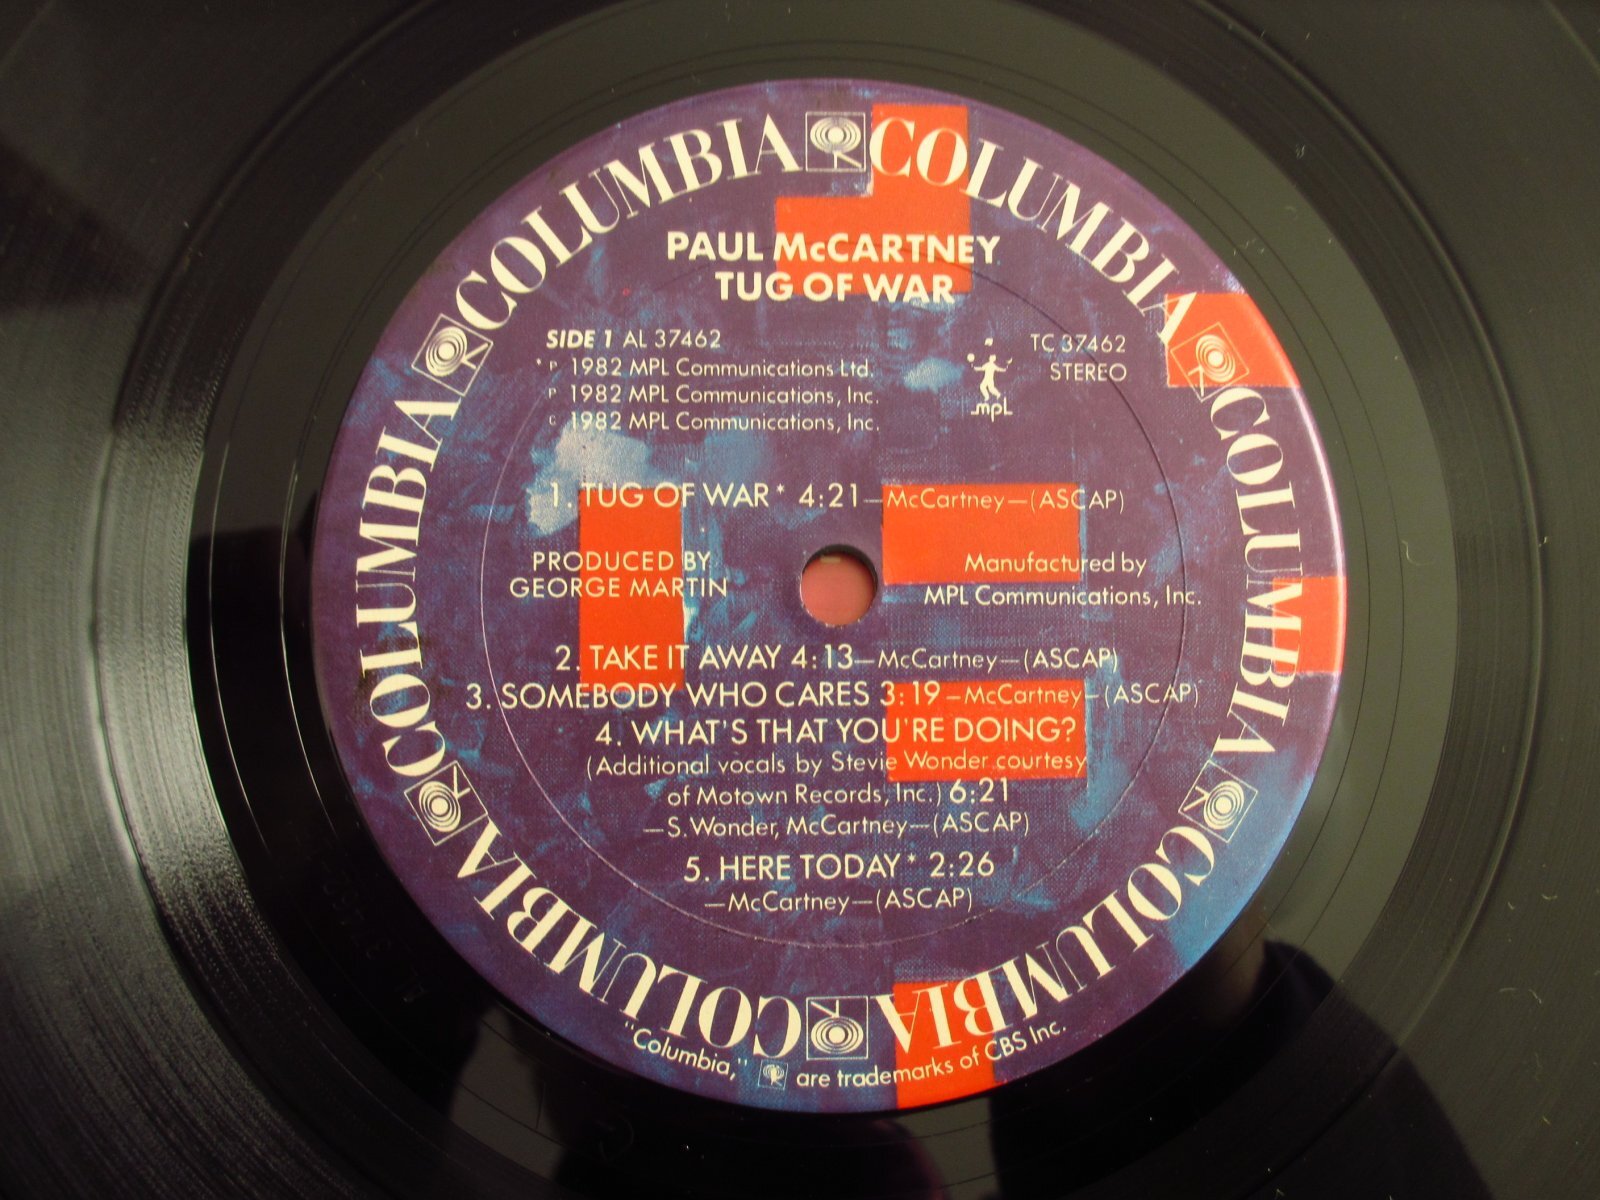 COLUMBIA COLUMBIA COLUMBIA COLUMBIA COLUMBIA COLUMBIA
PAUL McCARTNEY
TUG OF WAR
SIDE 1 AL 37462
* ℗ 1982 MPL Communications Ltd.
℗ 1982 MPL Communications, Inc.
© 1982 MPL Communications, Inc.
mpl
TC 37462
STEREO
1. TUG OF WAR* 4:21—McCartney—(ASCAP)
PRODUCED BY
GEORGE MARTIN
Manufactured by
MPL Communications, Inc.
2. TAKE IT AWAY 4:13—McCartney—(ASCAP)
3. SOMEBODY WHO CARES 3:19—McCartney—(ASCAP)
4. WHAT'S THAT YOU'RE DOING?
(Additional vocals by Stevie Wonder courtesy
of Motown Records, Inc.) 6:21
—S. Wonder, McCartney—(ASCAP)
5. HERE TODAY* 2:26
—McCartney—(ASCAP)
"Columbia," are trademarks of CBS Inc.